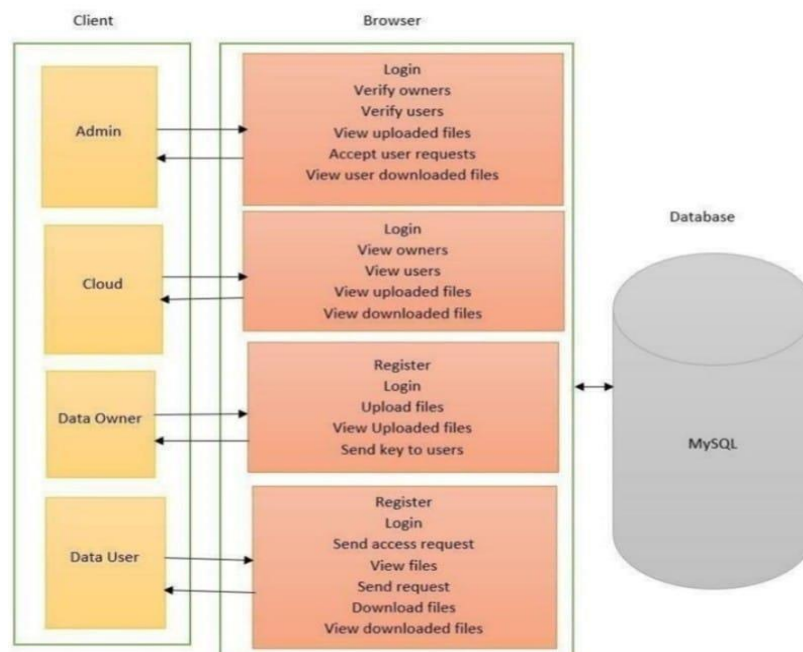 Client
Browser
Admin
Login
Verify owners
Verify users
View uploaded files
Accept user requests
View user downloaded files
Database
Cloud
Login
View owners
View users
View uploaded files
View downloaded files
Data Owner
Register
Login
Upload files
View Uploaded files
Send key to users
MySQL
Data User
Register
Login
Send access request
View files
Send request
Download files
View downloaded files